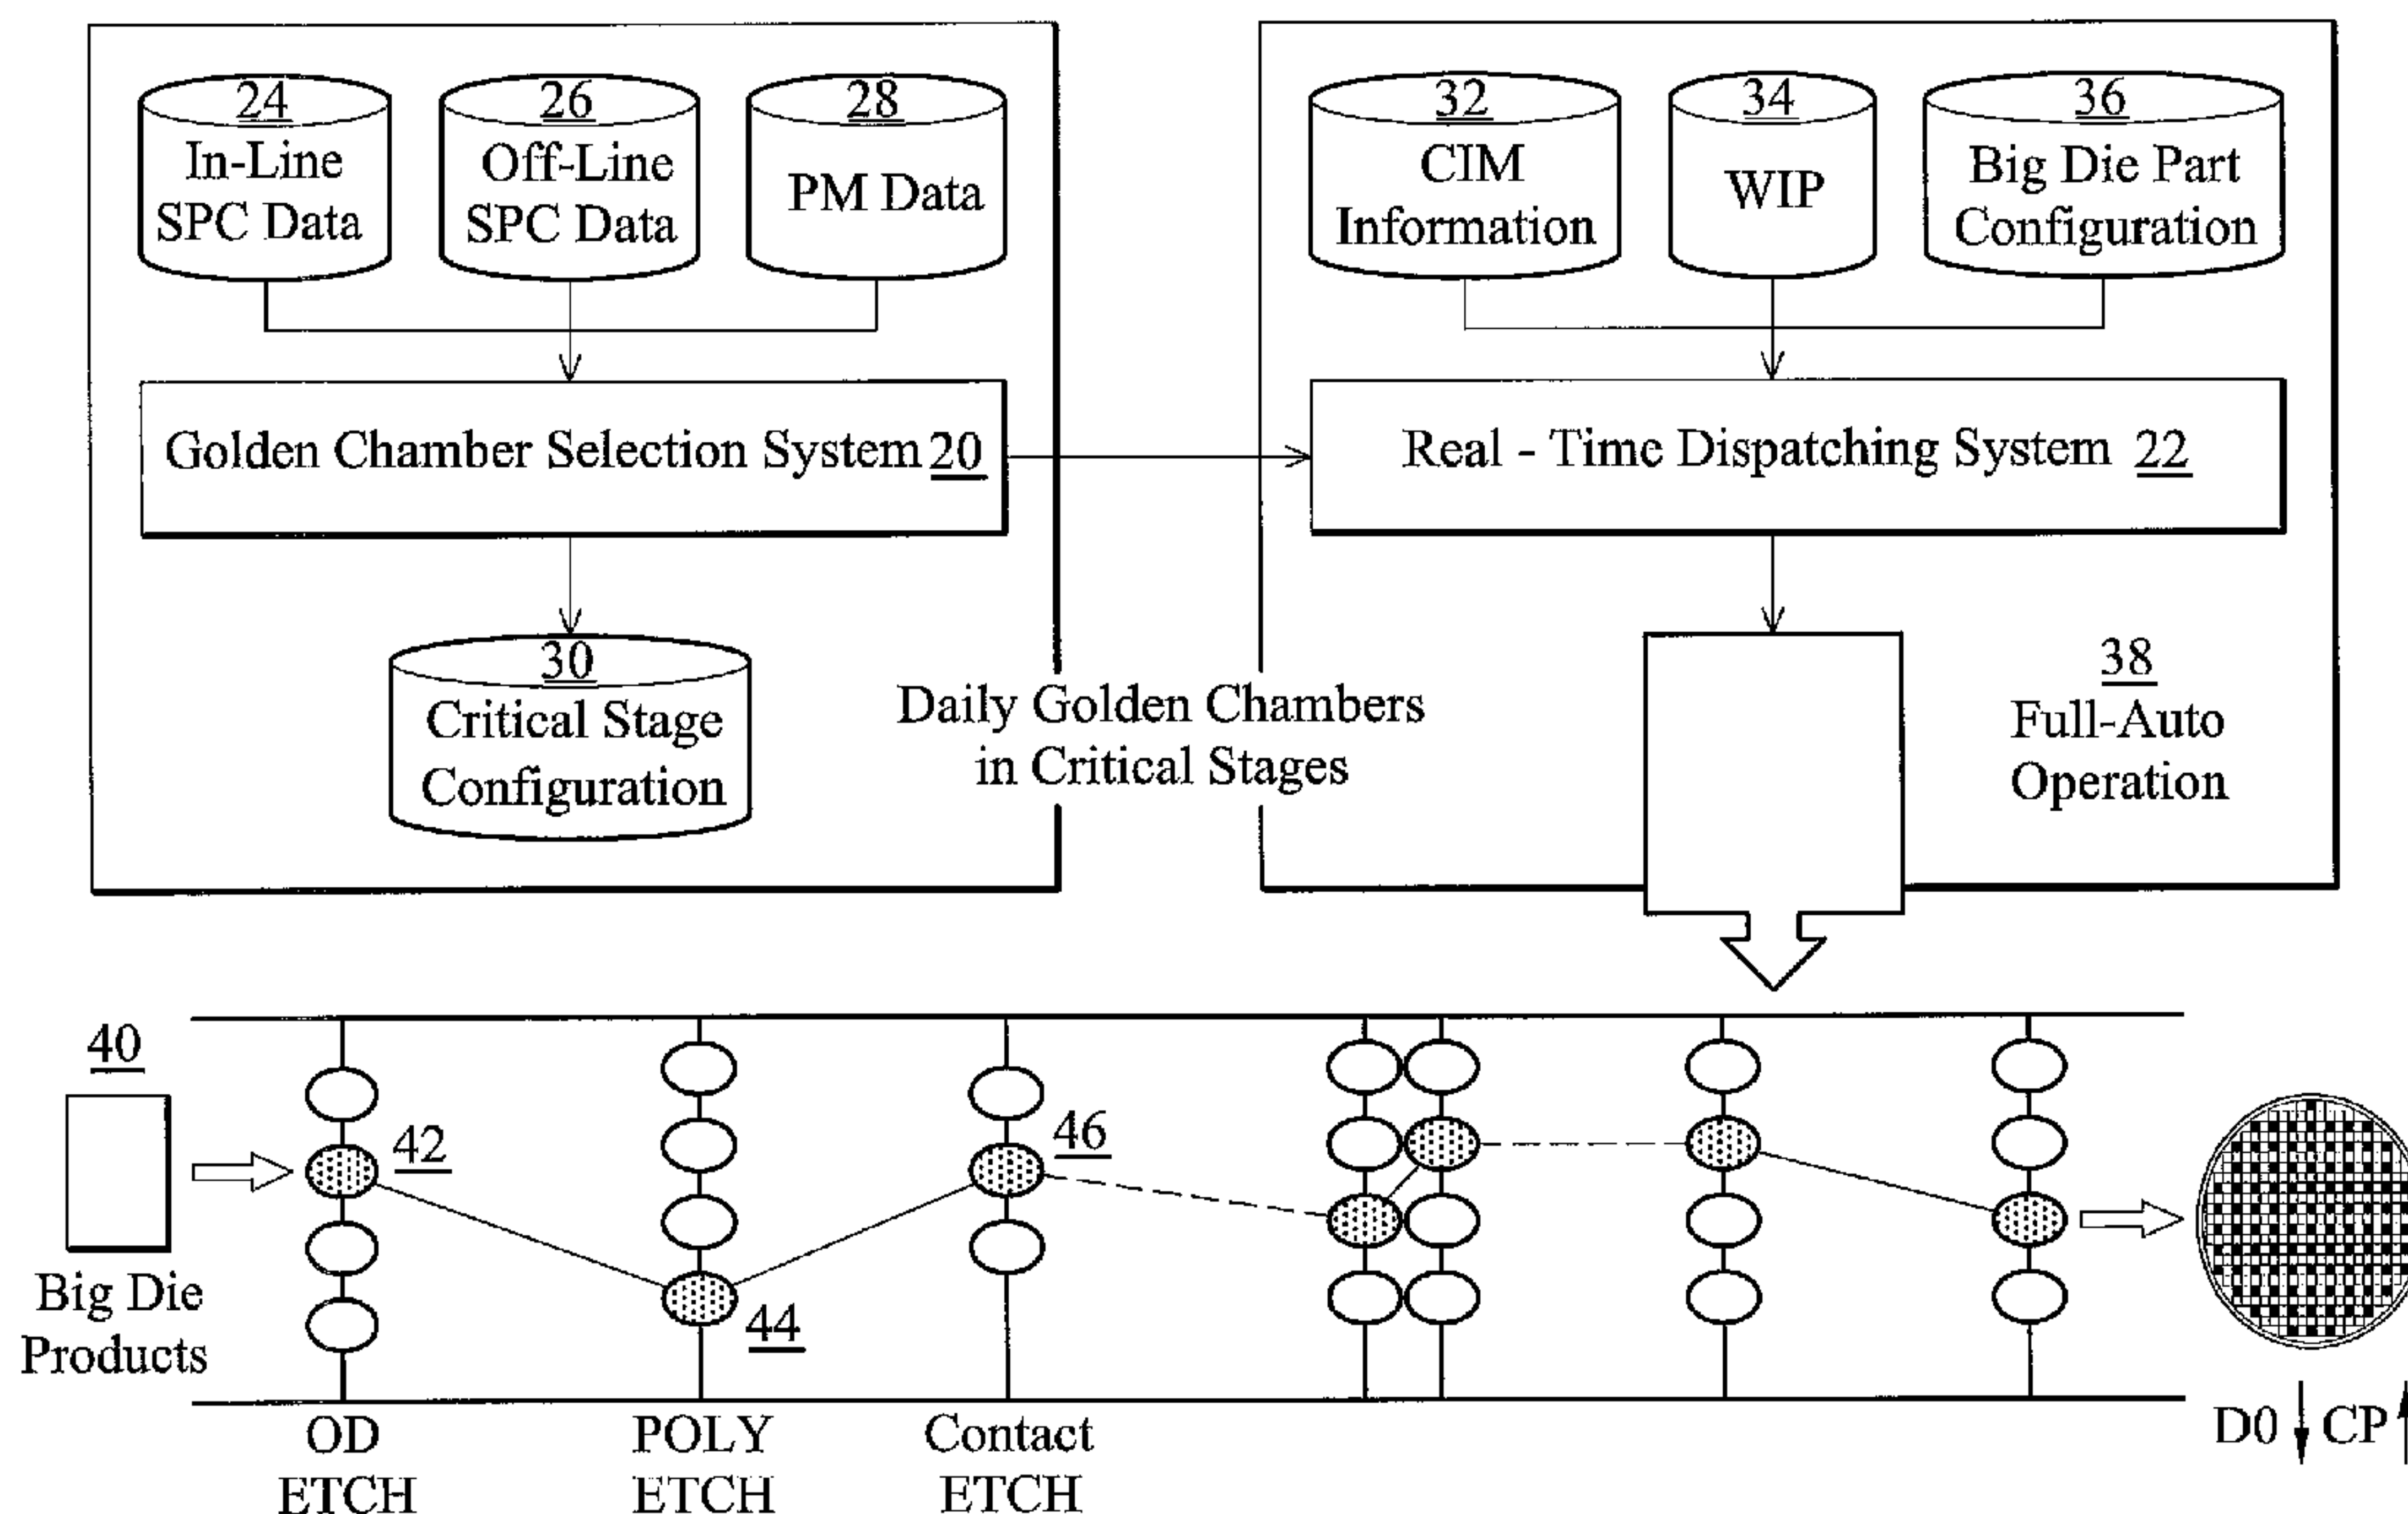 24
In-Line
SPC Data
26
Off-Line
SPC Data
28
PM Data
32
CIM
Information
34
WIP
36
Big Die Part
Configuration
Golden Chamber Selection System 20
Real - Time Dispatching System 22
30
Critical Stage
Configuration
Daily Golden Chambers
in Critical Stages
38
Full-Auto
Operation
40
Big Die
Products
42
44
46
OD
ETCH
POLY
ETCH
Contact
ETCH
D0 ↓ CP ↑